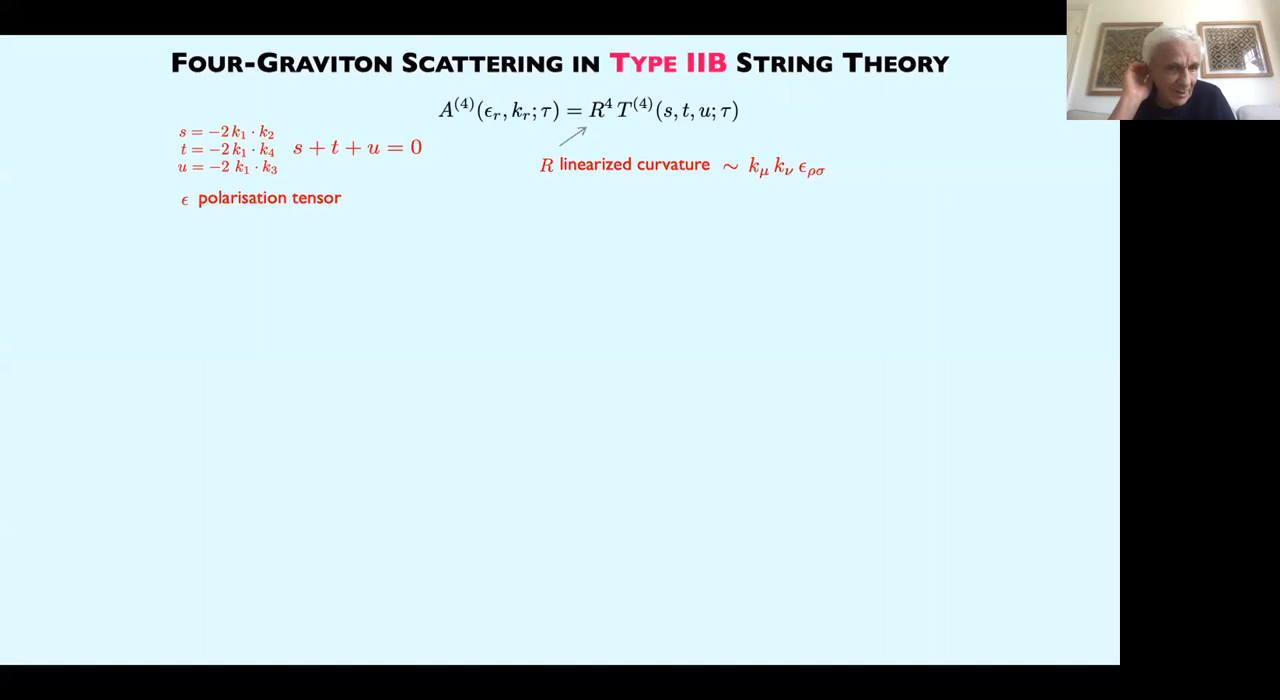 FOUR-GRAVITON SCATTERING IN TYPE IIB STRING THEORY
A^{(4)}(ϵ_r, k_r; τ) = R^4 T^{(4)}(s, t, u; τ)
s = −2 k_1 · k_2
t = −2 k_1 · k_4
u = −2 k_1 · k_3
s + t + u = 0
R linearized curvature ∼ k_μ k_ν ϵ_{ρσ}
ϵ polarisation tensor